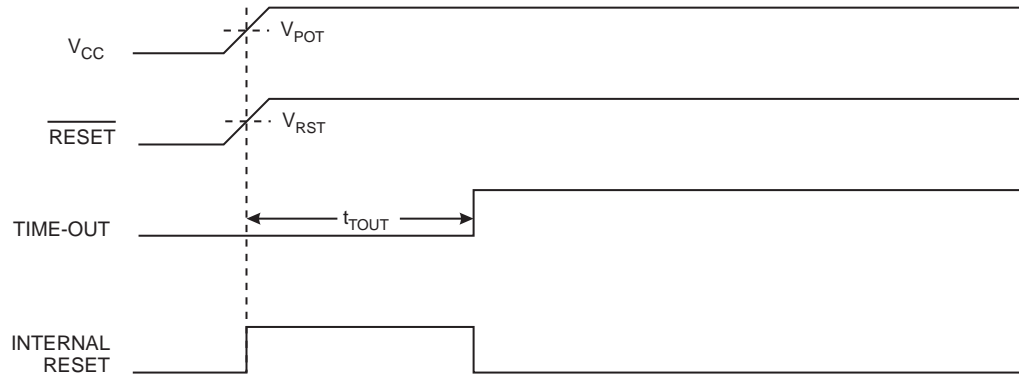 V_CC
V_POT
RESET
V_RST
TIME-OUT
t_TOUT
INTERNAL
RESET